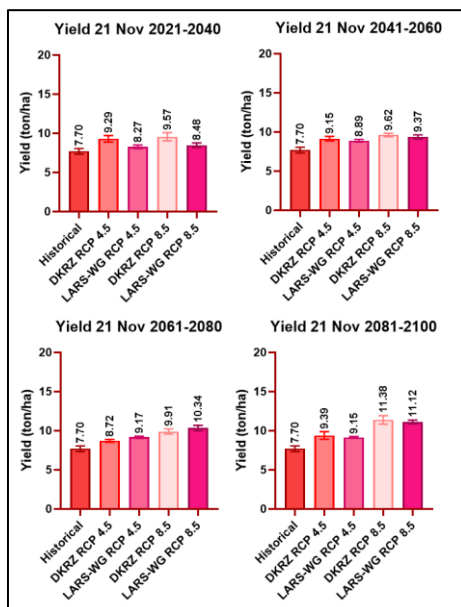 Yield 21 Nov 2021-2040
Yield (ton/ha)
20
15
10
5
0
7.70
9.29
8.27
9.57
8.48
Historical
DKRZ RCP 4.5
LARS-WG RCP 4.5
DKRZ RCP 8.5
LARS-WG RCP 8.5
Yield 21 Nov 2041-2060
Yield (ton/ha)
20
15
10
5
0
7.70
9.15
8.89
9.62
9.37
Historical
DKRZ RCP 4.5
LARS-WG RCP 4.5
DKRZ RCP 8.5
LARS-WG RCP 8.5
Yield 21 Nov 2061-2080
Yield (ton/ha)
20
15
10
5
0
7.70
8.72
9.17
9.91
10.34
Historical
DKRZ RCP 4.5
LARS-WG RCP 4.5
DKRZ RCP 8.5
LARS-WG RCP 8.5
Yield 21 Nov 2081-2100
Yield (ton/ha)
20
15
10
5
0
7.70
9.39
9.15
11.38
11.12
Historical
DKRZ RCP 4.5
LARS-WG RCP 4.5
DKRZ RCP 8.5
LARS-WG RCP 8.5